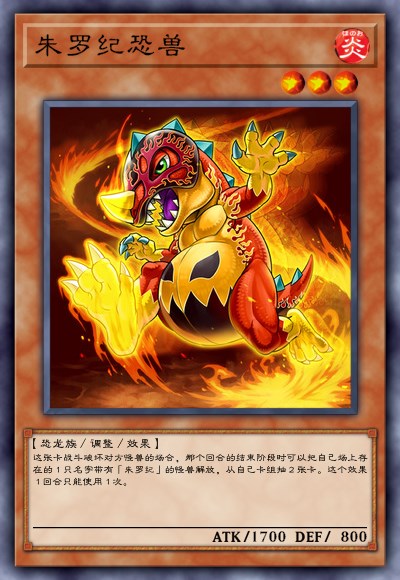 朱罗纪恐兽
ほのお
炎
【恐龙族／调整／效果】
这张卡战斗破坏对方怪兽的场合，那个回合的结束阶段时可以把自己场上存
在的1只名字带有「朱罗纪」的怪兽解放，从自己卡组抽2张卡。这个效果
1回合只能使用1次。
ATK/1700 DEF/ 800